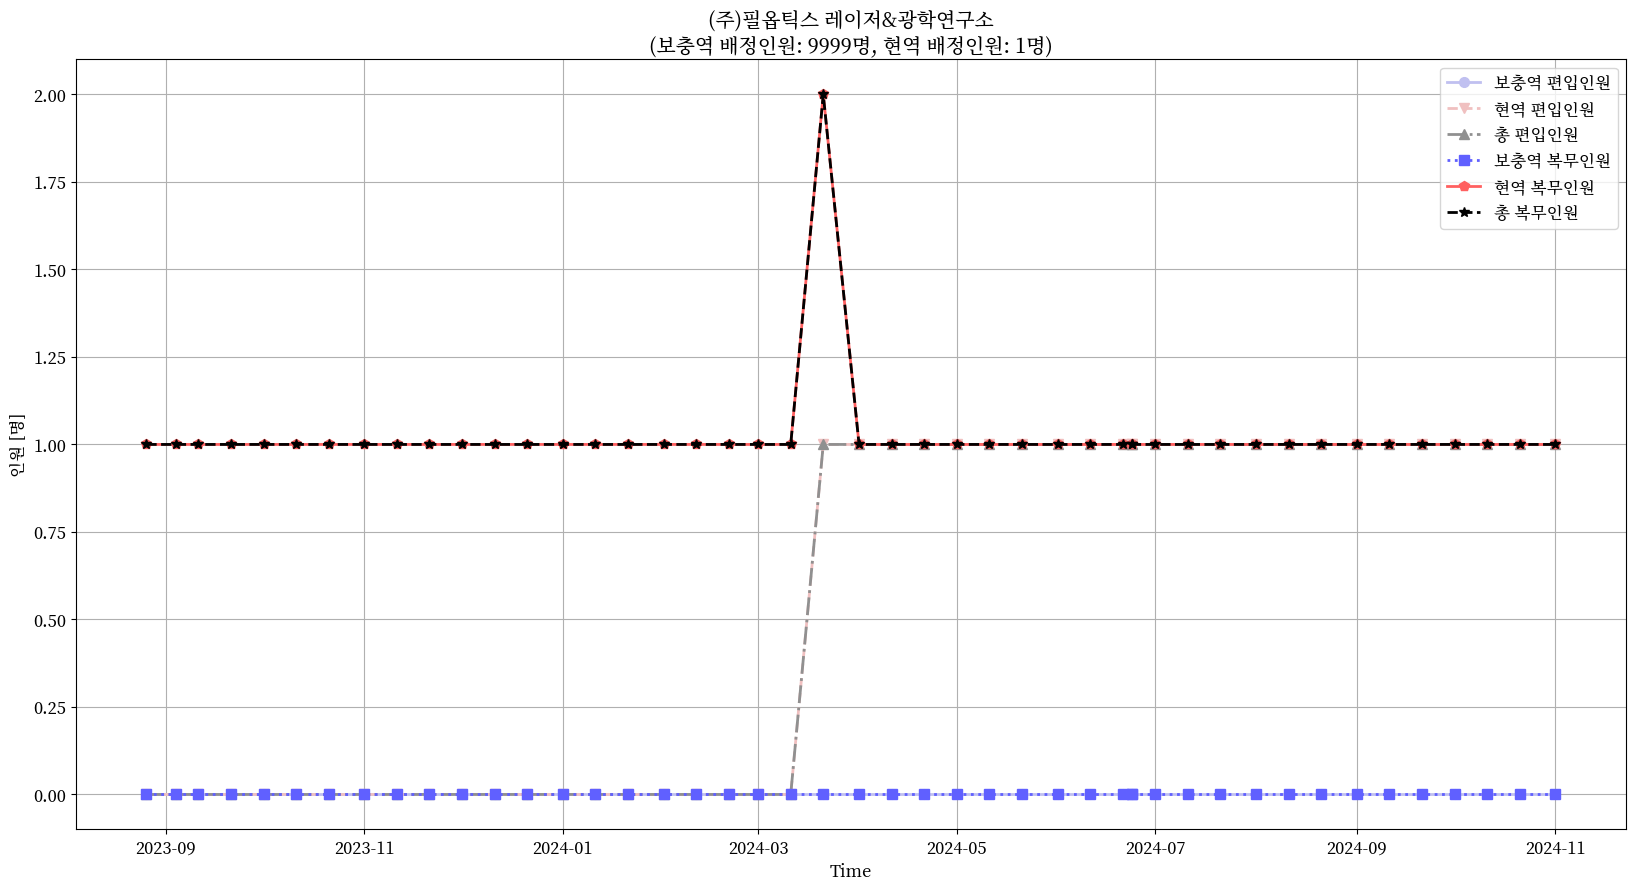 (주)필옵틱스 레이저&광학연구소
(보충역 배정인원: 9999명, 현역 배정인원: 1명)
보충역 편입인원
현역 편입인원
총 편입인원
보충역 복무인원
현역 복무인원
총 복무인원
2.00
1.75
1.50
1.25
1.00
0.75
0.50
0.25
0.00
인원 [명]
2023-09 2023-11 2024-01 2024-03 2024-05 2024-07 2024-09 2024-11
Time